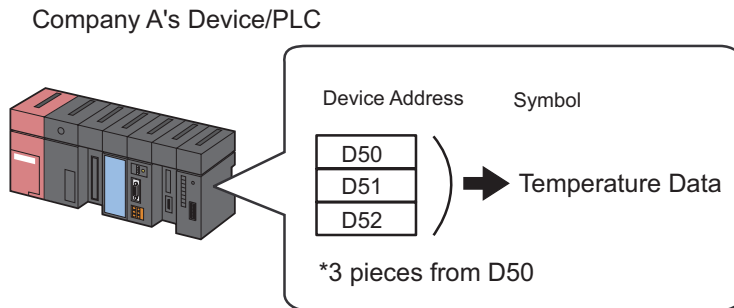 Company A's Device/PLC
Device Address Symbol
D50
D51
D52
Temperature Data
*3 pieces from D50